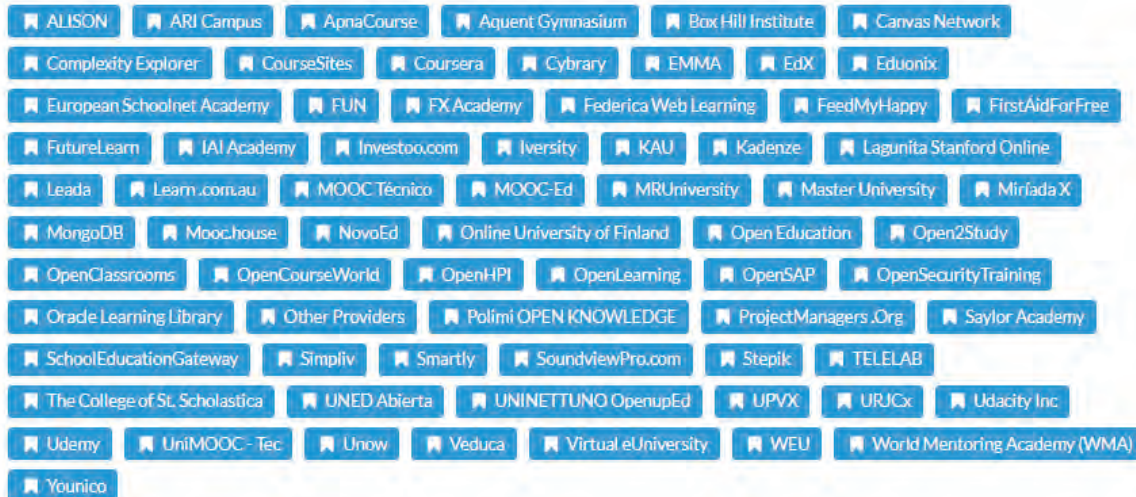 ALISON ARI Campus ApnaCourse Aquent Gymnasium Box Hill Institute Canvas Network
Complexity Explorer CourseSites Coursera Cybrary EMMA EdX Eduonix
European Schoolnet Academy FUN FX Academy Federica Web Learning FeedMyHappy FirstAidForFree
FutureLearn IAI Academy Investoo.com Iversity KAU Kadenze Lagunita Stanford Online
Leada Learn.com.au MOOC Técnico MOOC-Ed MRUniversity Master University Miríada X
MongoDB Mooc.house NovoEd Online University of Finland Open Education Open2Study
OpenClassrooms OpenCourseWorld OpenHPI OpenLearning OpenSAP OpenSecurityTraining
Oracle Learning Library Other Providers Polimi OPEN KNOWLEDGE ProjectManagers.Org Saylor Academy
SchoolEducationGateway Simpliv Smartly SoundviewPro.com Stepik TELELAB
The College of St. Scholastica UNED Abierta UNINETTUNO OpenupEd UPVX URJCx Udacity Inc
Udemy UniMOOC - Tec Unow Veduca Virtual eUniversity WEU World Mentoring Academy (WMA)
Younico